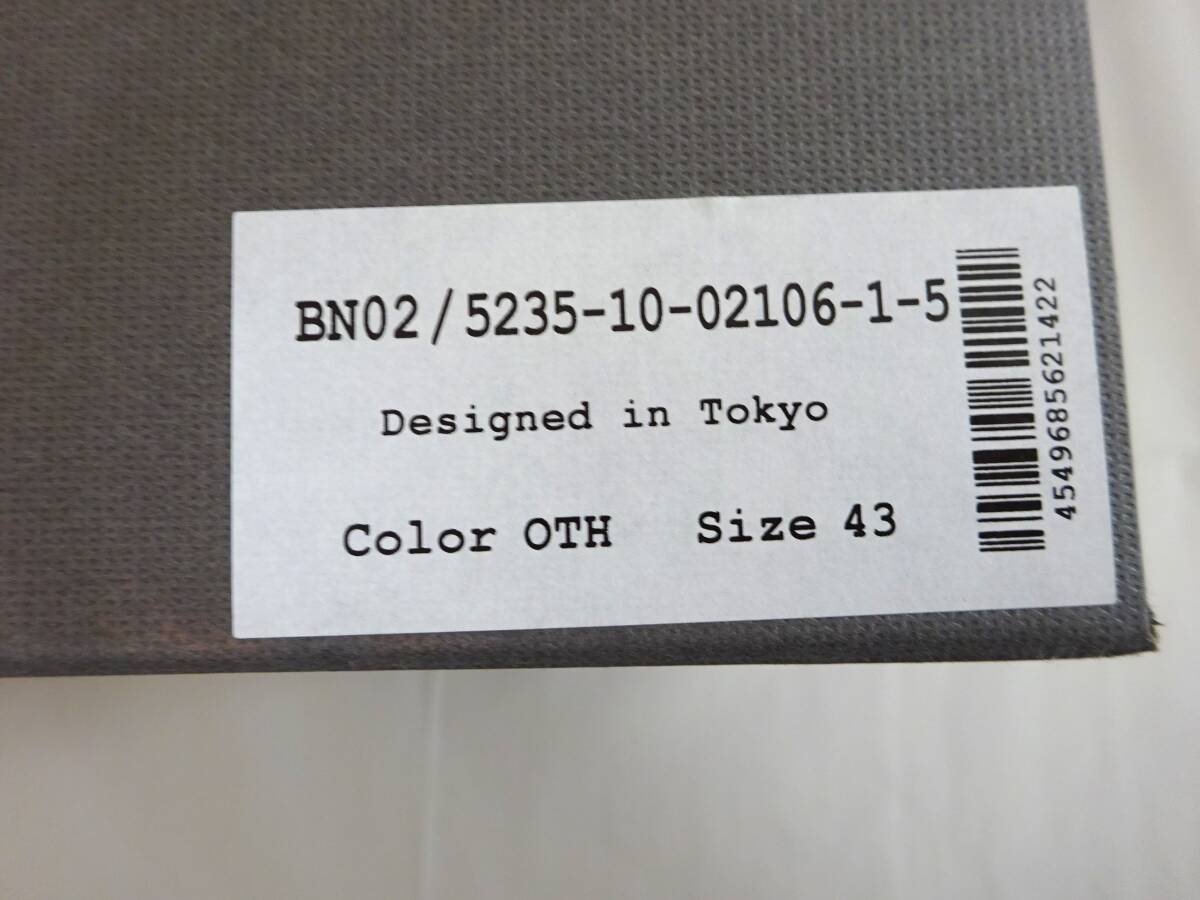 BN02/5235-10-02106-1-5
Designed in Tokyo
Color OTH Size 43
4549685621422